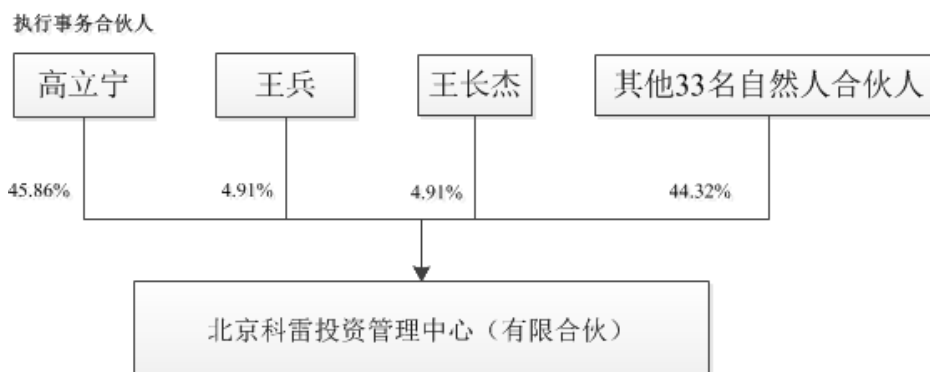 执行事务合伙人
高立宁
王兵
王长杰
其他33名自然人合伙人
45.86%
4.91%
4.91%
44.32%
北京科雷投资管理中心（有限合伙）